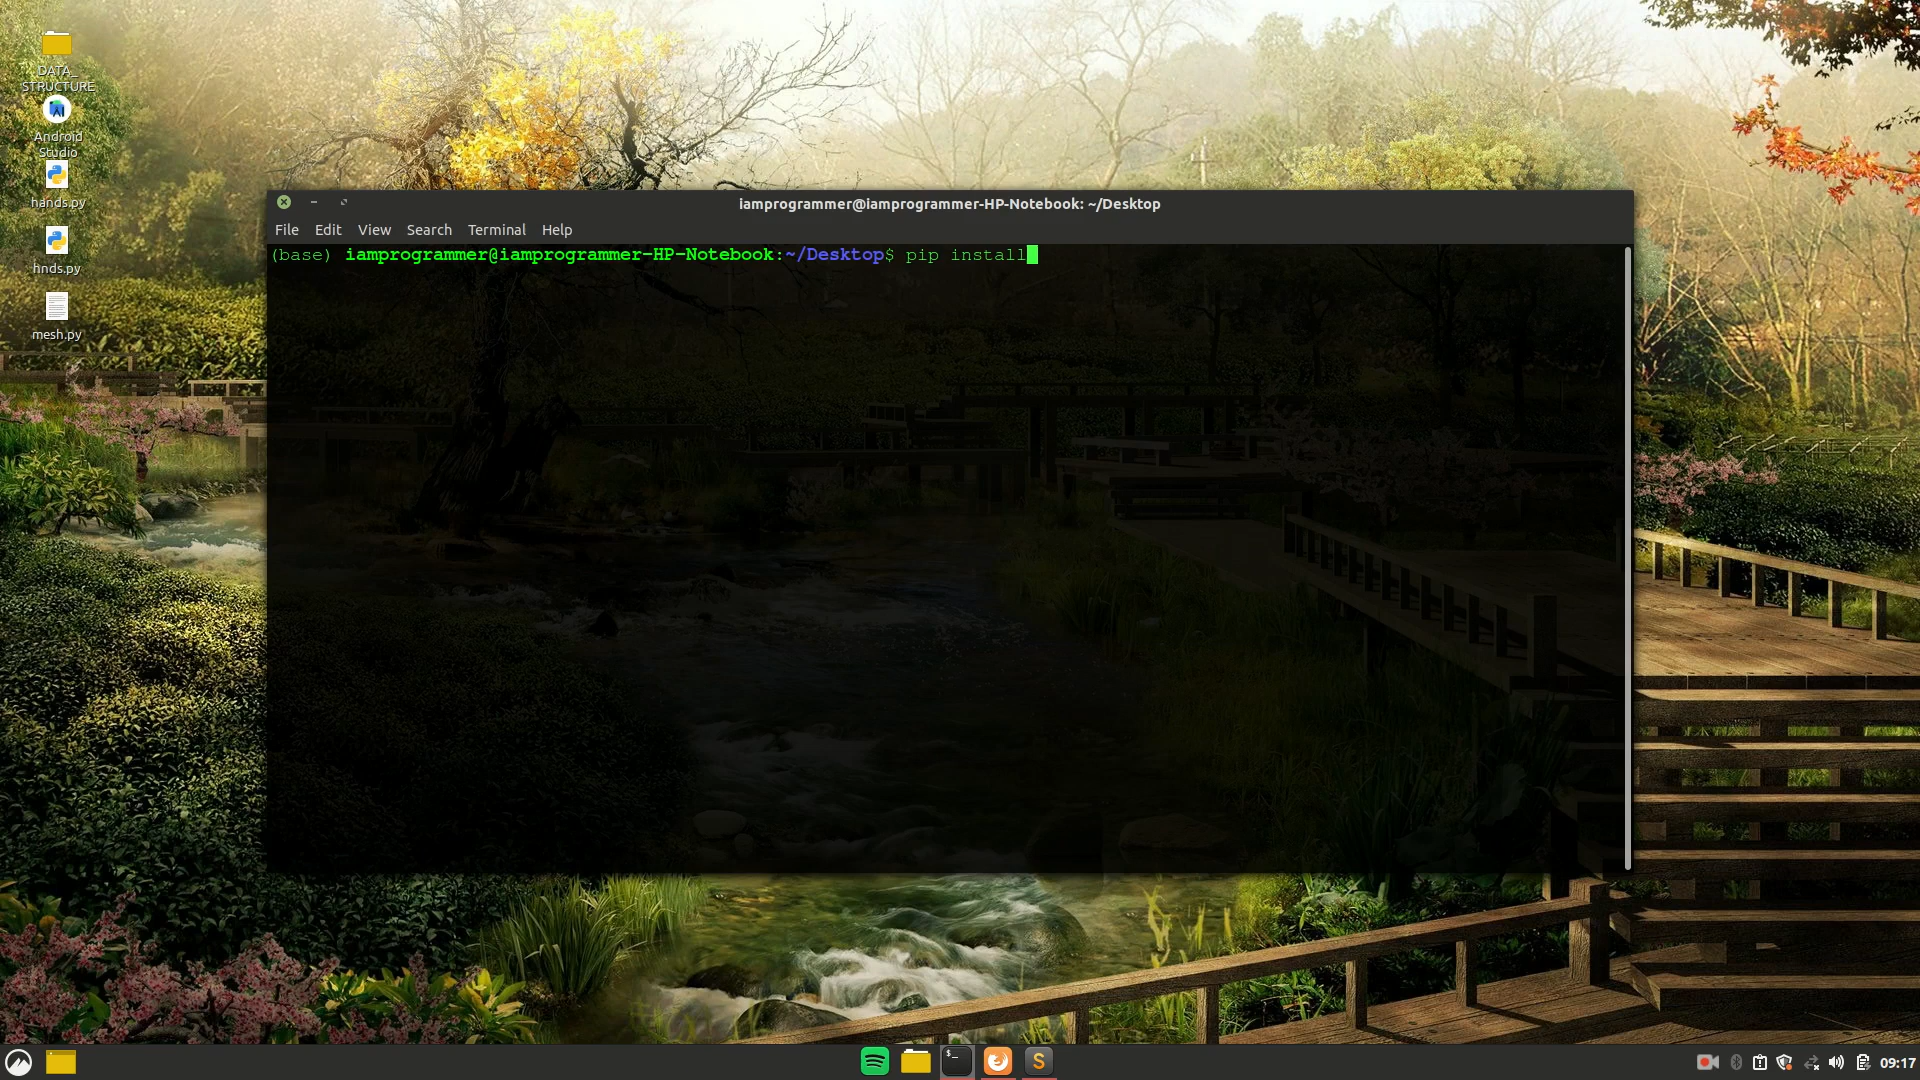 DATA_
STRUCTURE
Android
Studio
hands.py
hnds.py
mesh.py
iamprogrammer@iamprogrammer-HP-Notebook: ~/Desktop
File Edit View Search Terminal Help
(base) iamprogrammer@iamprogrammer-HP-Notebook:~/Desktop$ pip install
09:17